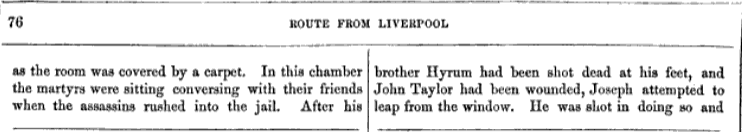 76
ROUTE FROM LIVERPOOL
as the room was covered by a carpet. In this chamber
the martyrs were sitting conversing with their friends
when the assassins rushed into the jail. After his
brother Hyrum had been shot dead at his feet, and
John Taylor had been wounded, Joseph attempted to
leap from the window. He was shot in doing so and